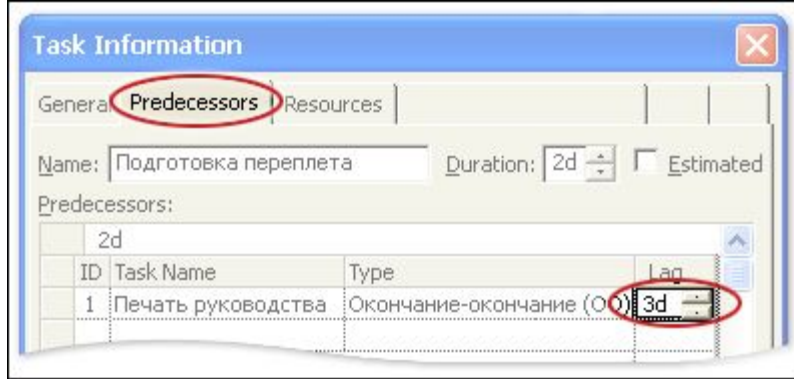 Task Information
General Predecessors Resources
Name: Подготовка переплета Duration: 2d Estimated
Predecessors:
2d
ID Task Name Type Lag
1 Печать руководства Окончание-окончание (ОО) 3d